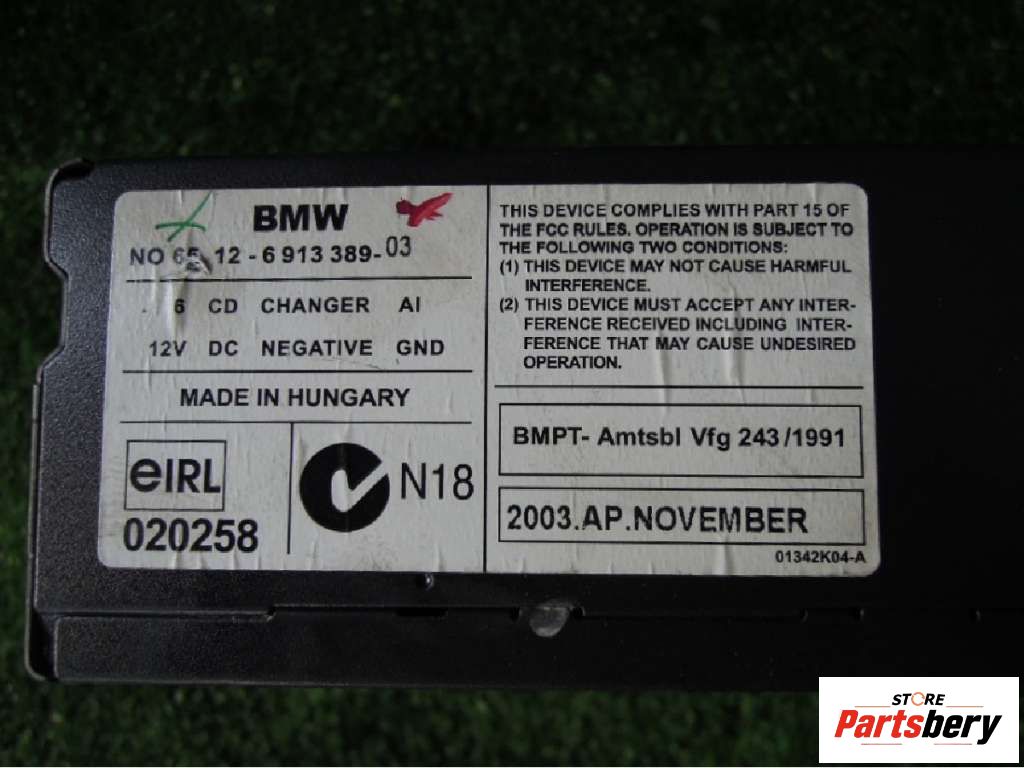 BMW
NO 65 12 - 6 913 389- 03
6 CD CHANGER AI
12V DC NEGATIVE GND
MADE IN HUNGARY
eIRL
020258
N18
THIS DEVICE COMPLIES WITH PART 15 OF
THE FCC RULES. OPERATION IS SUBJECT TO
THE FOLLOWING TWO CONDITIONS:
(1) THIS DEVICE MAY NOT CAUSE HARMFUL
INTERFERENCE.
(2) THIS DEVICE MUST ACCEPT ANY INTER-
FERENCE RECEIVED INCLUDING INTER-
FERENCE THAT MAY CAUSE UNDESIRED
OPERATION.
BMPT- Amtsbl Vfg 243/1991
2003.AP.NOVEMBER
01342K04-A
STORE
Partsbery